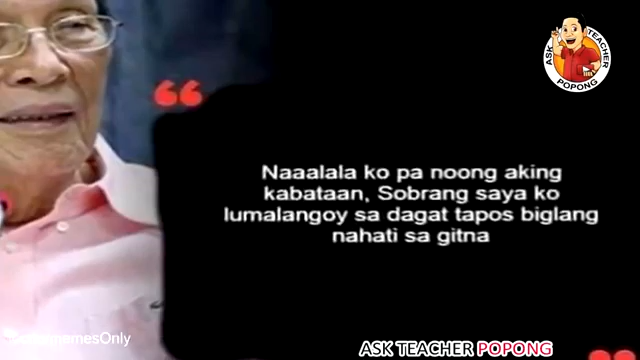 ASK TEACHER POPONG
“
Naaalala ko pa noong aking
kabataan, Sobrang saya ko
lumalangoy sa dagat tapos biglang
nahati sa gitna
ASK TEACHER POPONG